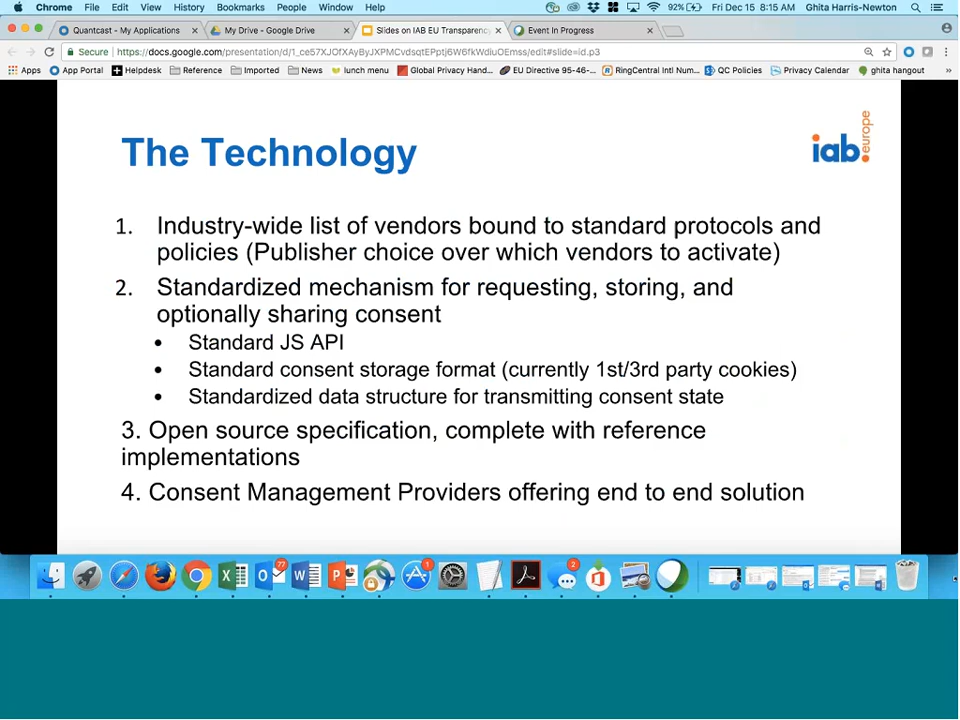 Chrome File Edit View History Bookmarks People Window Help 92% Fri Dec 15 8:15 AM Ghita Harris-Newton
Quantcast - My Applications My Drive - Google Drive Slides on IAB EU Transparency Event In Progress
Secure https://docs.google.com/presentation/d/1_ce57XJOfXAyByJXPMCvdsqtEPptj6W6fkWdiuOEmss/edit#slide=id.p3
Apps App Portal Helpdesk Reference Imported News lunch menu Global Privacy Hand... EU Directive 95-46-... RingCentral Intl Num... QC Policies Privacy Calendar ghita hangout »
The Technology
iab.europe
1. Industry-wide list of vendors bound to standard protocols and
policies (Publisher choice over which vendors to activate)
2. Standardized mechanism for requesting, storing, and
optionally sharing consent
• Standard JS API
• Standard consent storage format (currently 1st/3rd party cookies)
• Standardized data structure for transmitting consent state
3. Open source specification, complete with reference
implementations
4. Consent Management Providers offering end to end solution
77 1 2